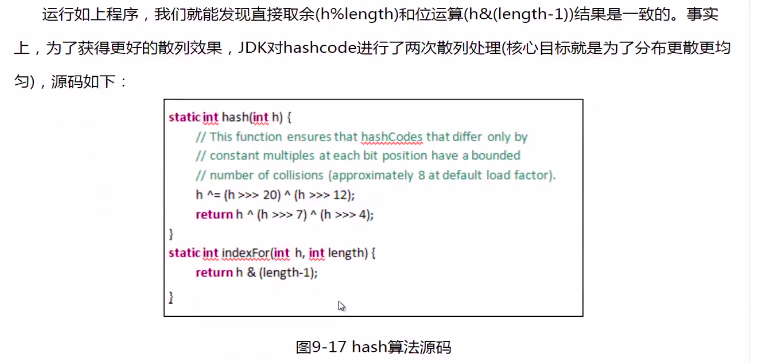 运行如上程序，我们就能发现直接取余(h%length)和位运算(h&(length-1))结果是一致的。事实
上，为了获得更好的散列效果，JDK对hashcode进行了两次散列处理(核心目标就是为了分布更散更均
匀)，源码如下：
static int hash(int h) {
// This function ensures that hashCodes that differ only by
// constant multiples at each bit position have a bounded
// number of collisions (approximately 8 at default load factor).
h ^= (h >>> 20) ^ (h >>> 12);
return h ^ (h >>> 7) ^ (h >>> 4);
}
static int indexFor(int h, int length) {
return h & (length-1);
}
图9-17 hash算法源码